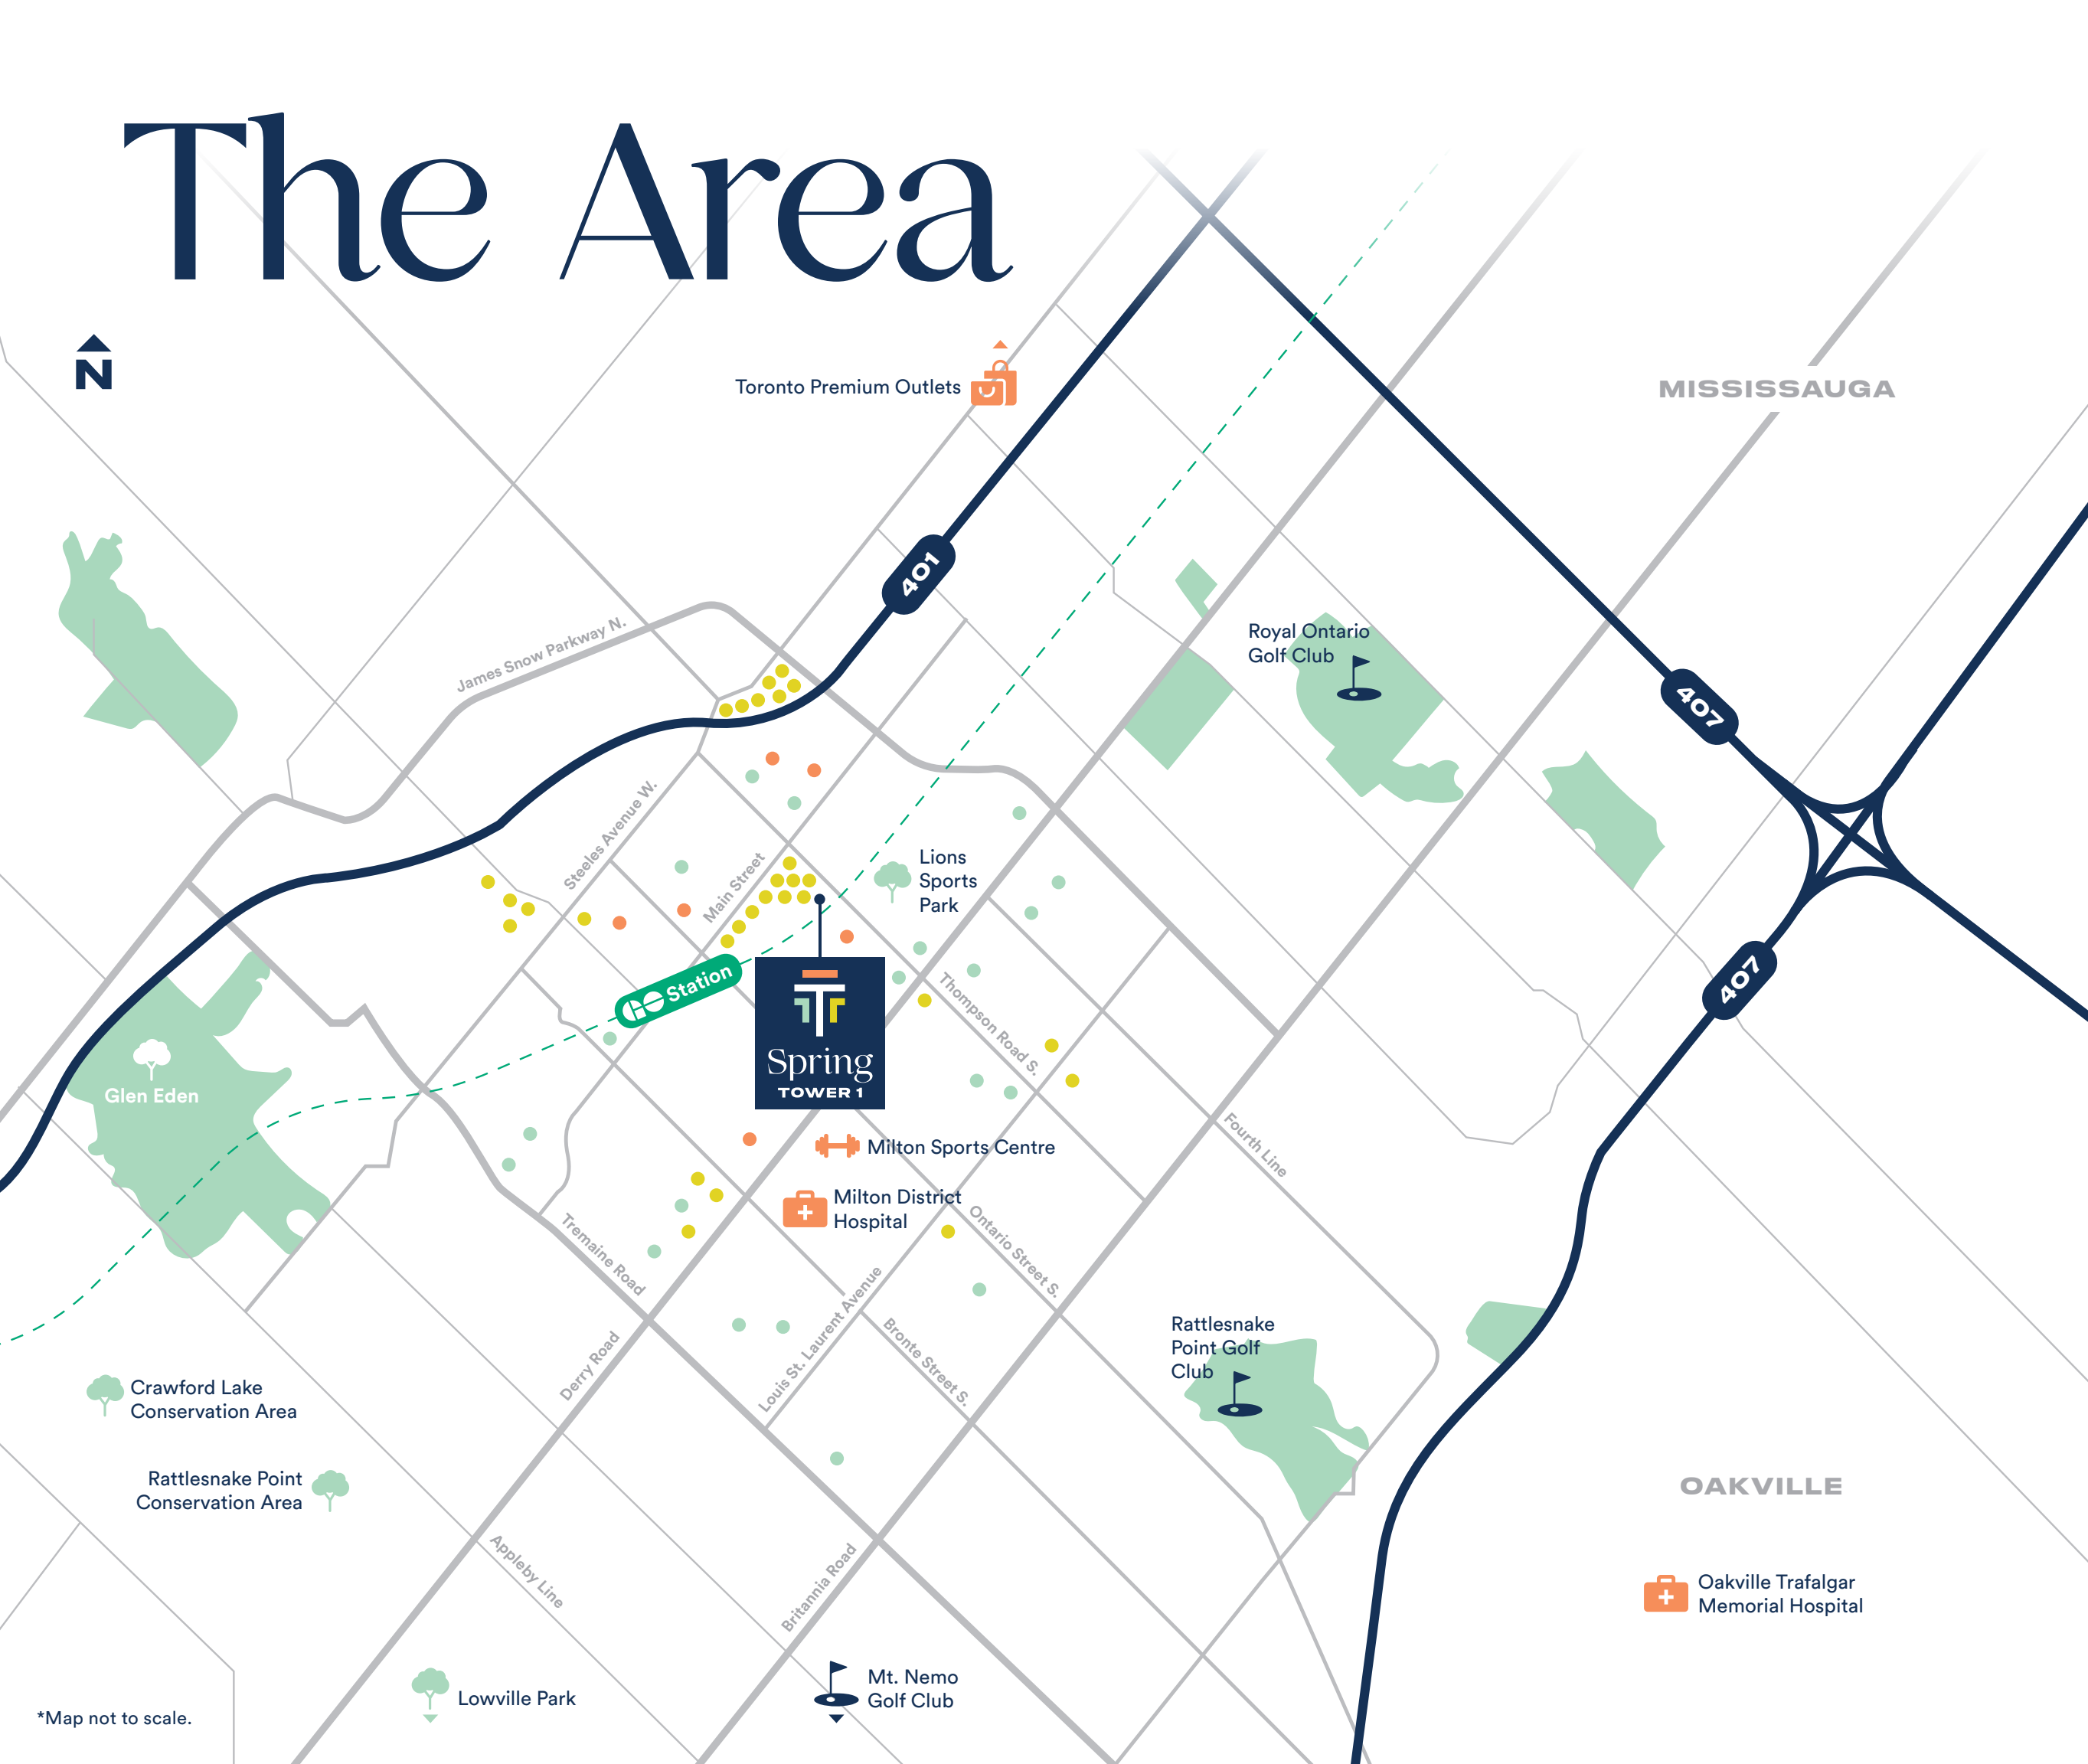 The Area
N
Toronto Premium Outlets
MISSISSAUGA
401
James Snow Parkway N.
Royal Ontario
Golf Club
407
Steeles Avenue W.
Main Street
Lions
Sports
Park
407
GO Station
Thompson Road S.
Spring
TOWER 1
Glen Eden
Milton Sports Centre
Fourth Line
Milton District
Hospital
Tremaine Road
Ontario Street S.
Louis St. Laurent Avenue
Derry Road
Bronte Street S.
Rattlesnake
Point Golf
Club
Crawford Lake
Conservation Area
Rattlesnake Point
Conservation Area
OAKVILLE
Appleby Line
Britannia Road
Oakville Trafalgar
Memorial Hospital
Lowville Park
Mt. Nemo
Golf Club
*Map not to scale.